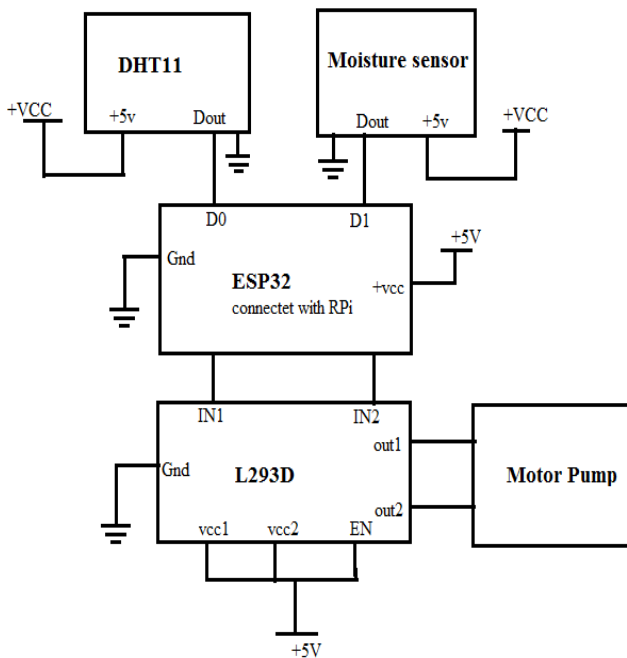 DHT11
Moisture sensor
+VCC
+5v
Dout
Dout
+5v
+VCC
D0
D1
Gnd
+5V
ESP32
+vcc
connectet with RPi
IN1
IN2
out1
Gnd
L293D
Motor Pump
out2
vcc1
vcc2
EN
+5V